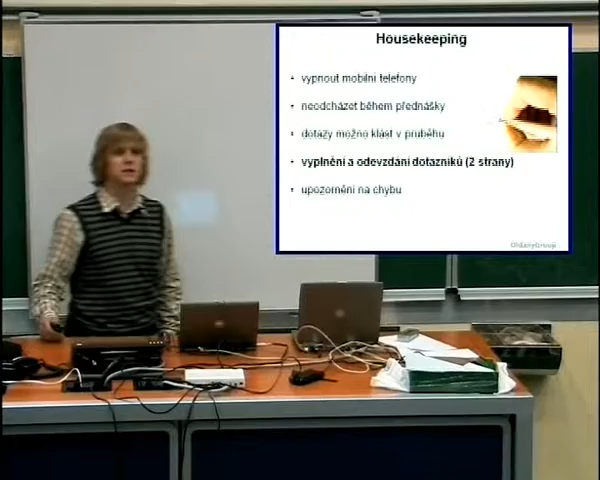 Housekeeping
• vypnout mobilní telefony
• neodcházet během přednášky
• dotazy možno klást v průběhu
• vyplnění a odevzdání dotazníků (2 strany)
• upozornění na chybu